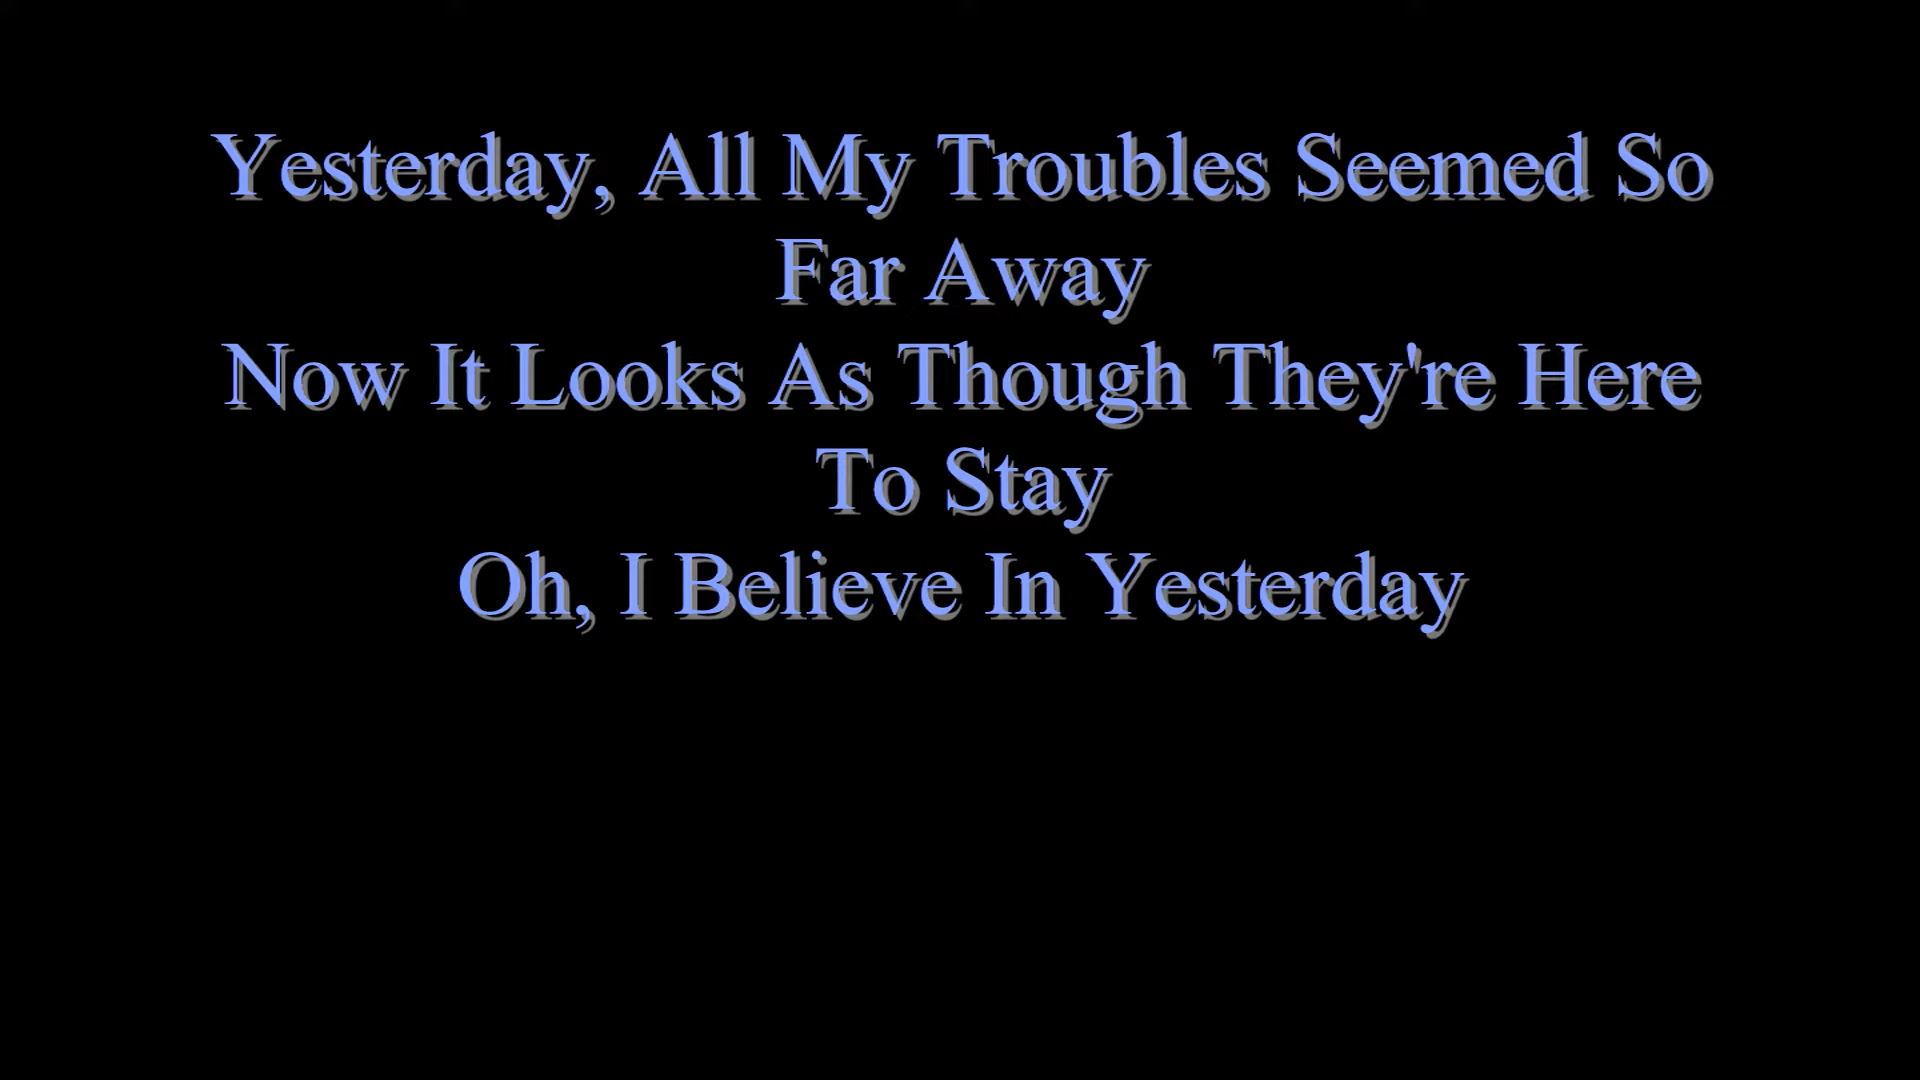 Yesterday, All My Troubles Seemed So
Far Away
Now It Looks As Though They're Here
To Stay
Oh, I Believe In Yesterday